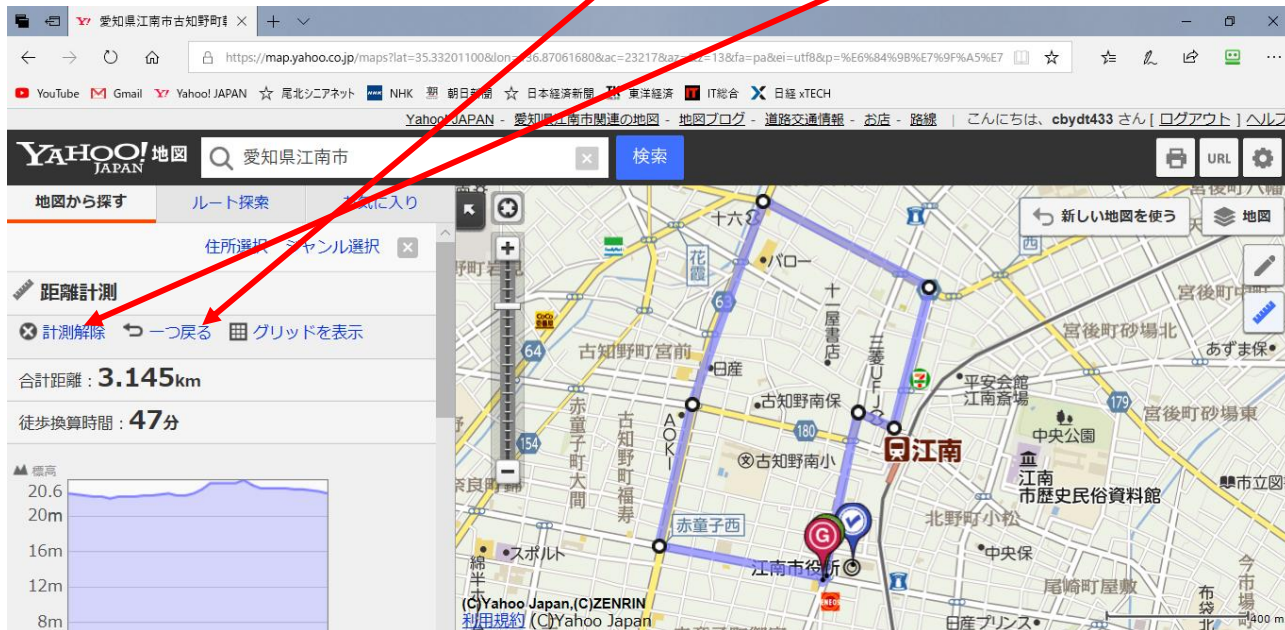 愛知県江南市古知野町
https://map.yahoo.co.jp/maps?lat=35.33201100&lon=
36.87061680&ac=23217&az=
z=13&fa=pa&ei=utf8&p=%E6%84%9B%E7%9F%A5%E7
YouTube Gmail Yahoo! JAPAN 尾北シニアネット NHK 朝日新聞 日本経済新聞 東洋経済 IT総合 日経 xTECH
Yahoo! JAPAN - 愛知県江南市関連の地図 - 地図ブログ - 道路交通情報 - お店 - 路線 | こんにちは、cbydt433 さん [ ログアウト ] ヘルプ
YAHOO! JAPAN 地図 愛知県江南市 検索 URL
地図から探す ルート探索 お気に入り
住所選択 ジャンル選択
距離計測
計測解除 一つ戻る グリッドを表示
合計距離 : 3.145km
徒歩換算時間 : 47分
標高
20.6
20m
16m
12m
8m
新しい地図を使う 地図
十六
西
花霞
バロー
63
十一屋書店
宮後町
宮後町砂場北
64
古知野町宮前
三菱UFJ
あずま保
日産
平安会館
江南斎場
179
赤童子町大間
古知野町福寿
AOKI
古知野南保
宮後町砂場東
180
154
中央公園
文 古知野南小
江南
江南
市歴史民俗資料館
市立図
赤童子西
北野町小松
G
スポルト
江南市役所
中央保
今市場町
尾崎町屋敷
布袋北
ENEOS
(C)Yahoo Japan,(C)ZENRIN
利用規約 (C)Yahoo Japan
日産プリンス
400 m